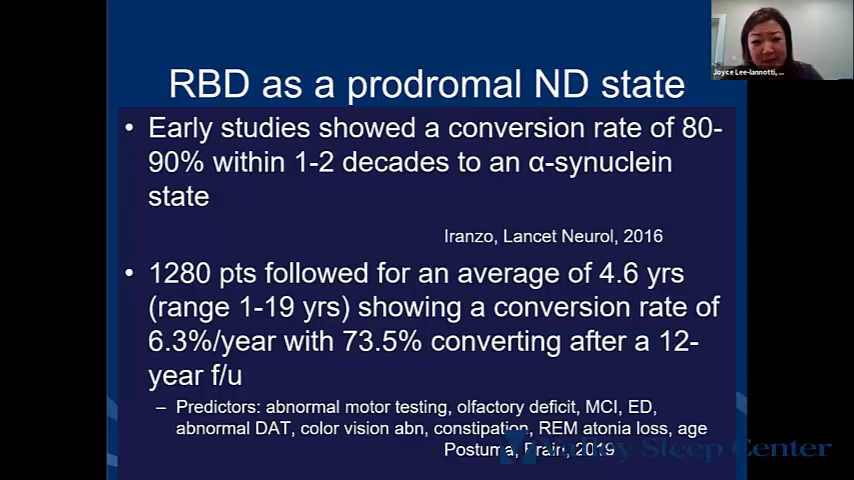 Joyce Lee-Iannotti, ...
RBD as a prodromal ND state
• Early studies showed a conversion rate of 80-
90% within 1-2 decades to an α-synuclein
state
Iranzo, Lancet Neurol, 2016
• 1280 pts followed for an average of 4.6 yrs
(range 1-19 yrs) showing a conversion rate of
6.3%/year with 73.5% converting after a 12-
year f/u
– Predictors: abnormal motor testing, olfactory deficit, MCI, ED,
abnormal DAT, color vision abn, constipation, REM atonia loss, age
Postuma, Brain, 2019
Valley Sleep Center